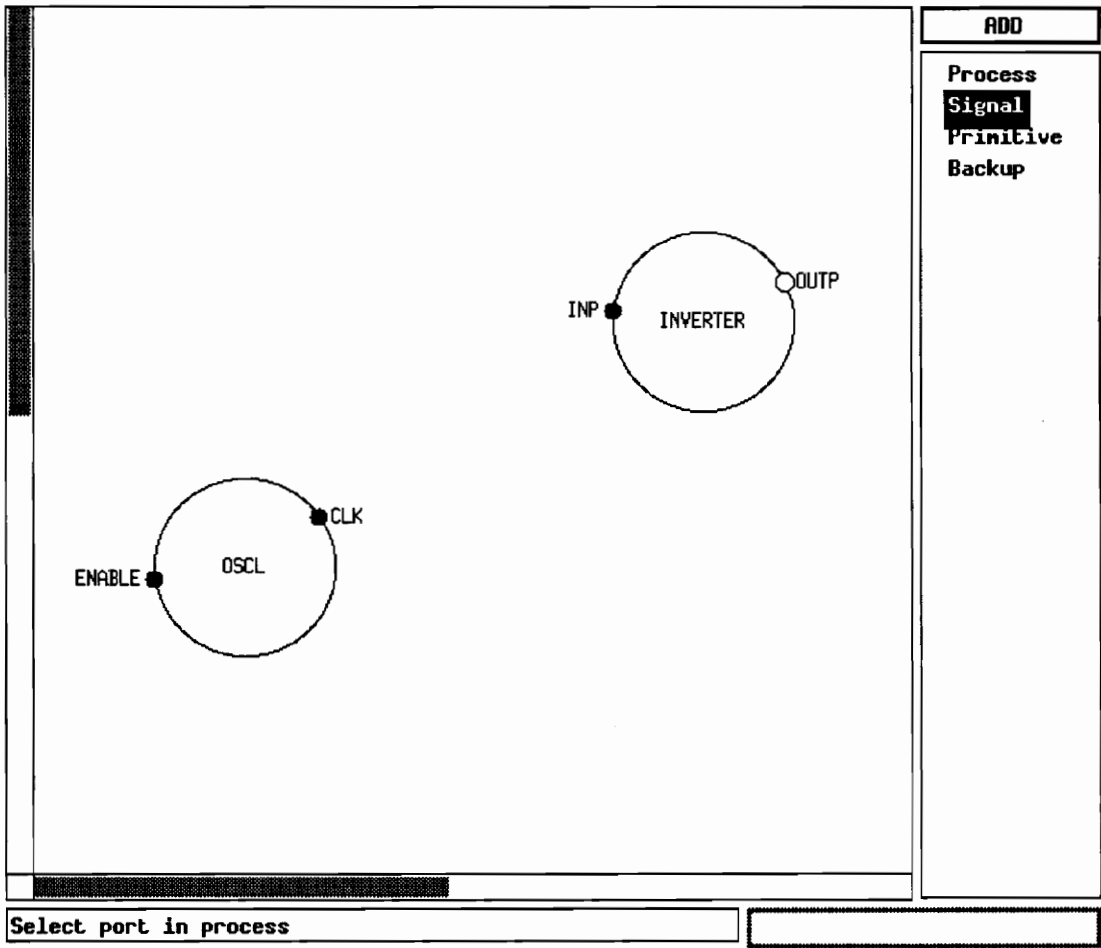 ADD
Process
Signal
Primitive
Backup
OUTP
INP
INVERTER
CLK
OSCL
ENABLE
Select port in process